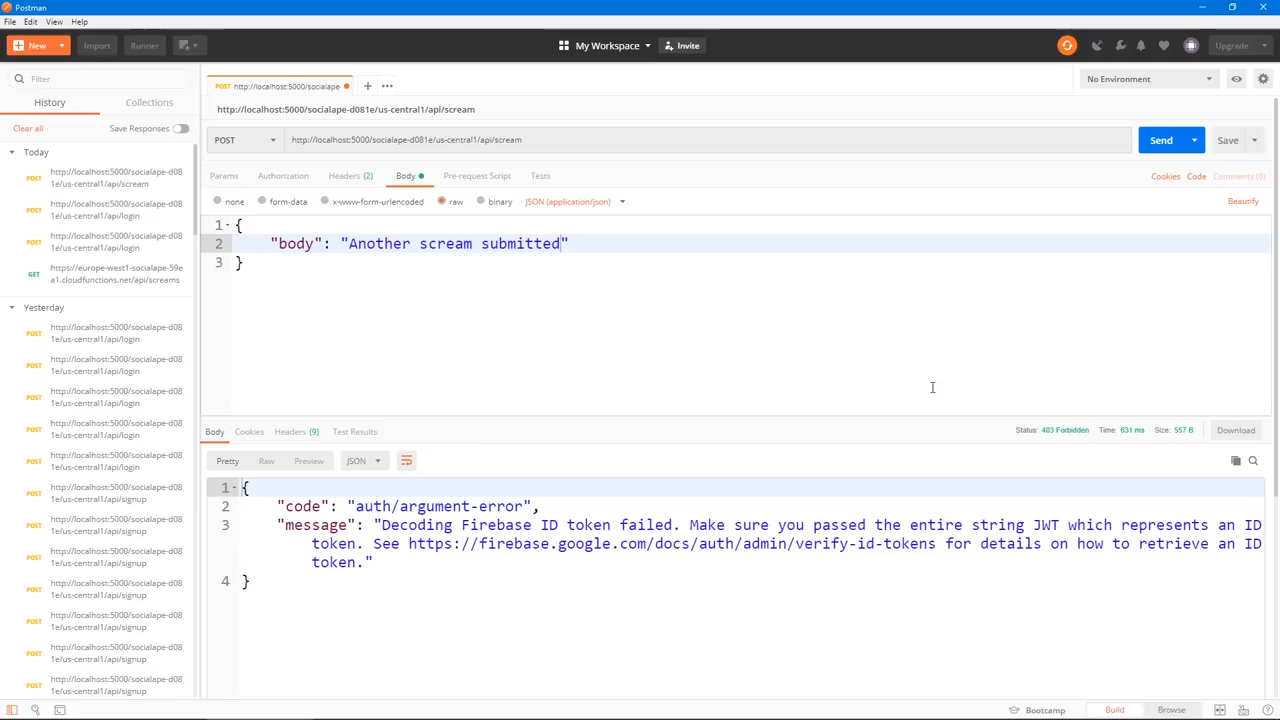 Postman
File Edit View Help
New Import Runner My Workspace Invite Upgrade
Filter
History Collections
Clear all Save Responses
Today
POST http://localhost:5000/socialape-d08
1e/us-central1/api/scream
POST http://localhost:5000/socialape-d08
1e/us-central1/api/login
POST http://localhost:5000/socialape-d08
1e/us-central1/api/login
GET https://europe-west1-socialape-59e
a1.cloudfunctions.net/api/screams
Yesterday
POST http://localhost:5000/socialape-d08
1e/us-central1/api/login
POST http://localhost:5000/socialape-d08
1e/us-central1/api/login
POST http://localhost:5000/socialape-d08
1e/us-central1/api/login
POST http://localhost:5000/socialape-d08
1e/us-central1/api/login
POST http://localhost:5000/socialape-d08
1e/us-central1/api/login
POST http://localhost:5000/socialape-d08
1e/us-central1/api/signup
POST http://localhost:5000/socialape-d08
1e/us-central1/api/signup
POST http://localhost:5000/socialape-d08
1e/us-central1/api/signup
POST http://localhost:5000/socialape-d08
1e/us-central1/api/signup
POST http://localhost:5000/socialape-d08
1e/us-central1/api/signup
POST http://localhost:5000/socialape-d08
1e/us-central1/api/signup
POST http://localhost:5000/socialape-d08
1e/us-central1/api/signup
POST http://localhost:5000/socialape-
No Environment
http://localhost:5000/socialape-d081e/us-central1/api/scream
POST http://localhost:5000/socialape-d081e/us-central1/api/scream Send Save
Params Authorization Headers (2) Body Pre-request Script Tests Cookies Code Comments (0)
none form-data x-www-form-urlencoded raw binary JSON (application/json) Beautify
1 {
2 "body": "Another scream submitted"
3 }
Body Cookies Headers (9) Test Results Status: 403 Forbidden Time: 631 ms Size: 557 B Download
Pretty Raw Preview JSON
1 {
2 "code": "auth/argument-error",
3 "message": "Decoding Firebase ID token failed. Make sure you passed the entire string JWT which represents an ID
token. See https://firebase.google.com/docs/auth/admin/verify-id-tokens for details on how to retrieve an ID
token."
4 }
Bootcamp Build Browse